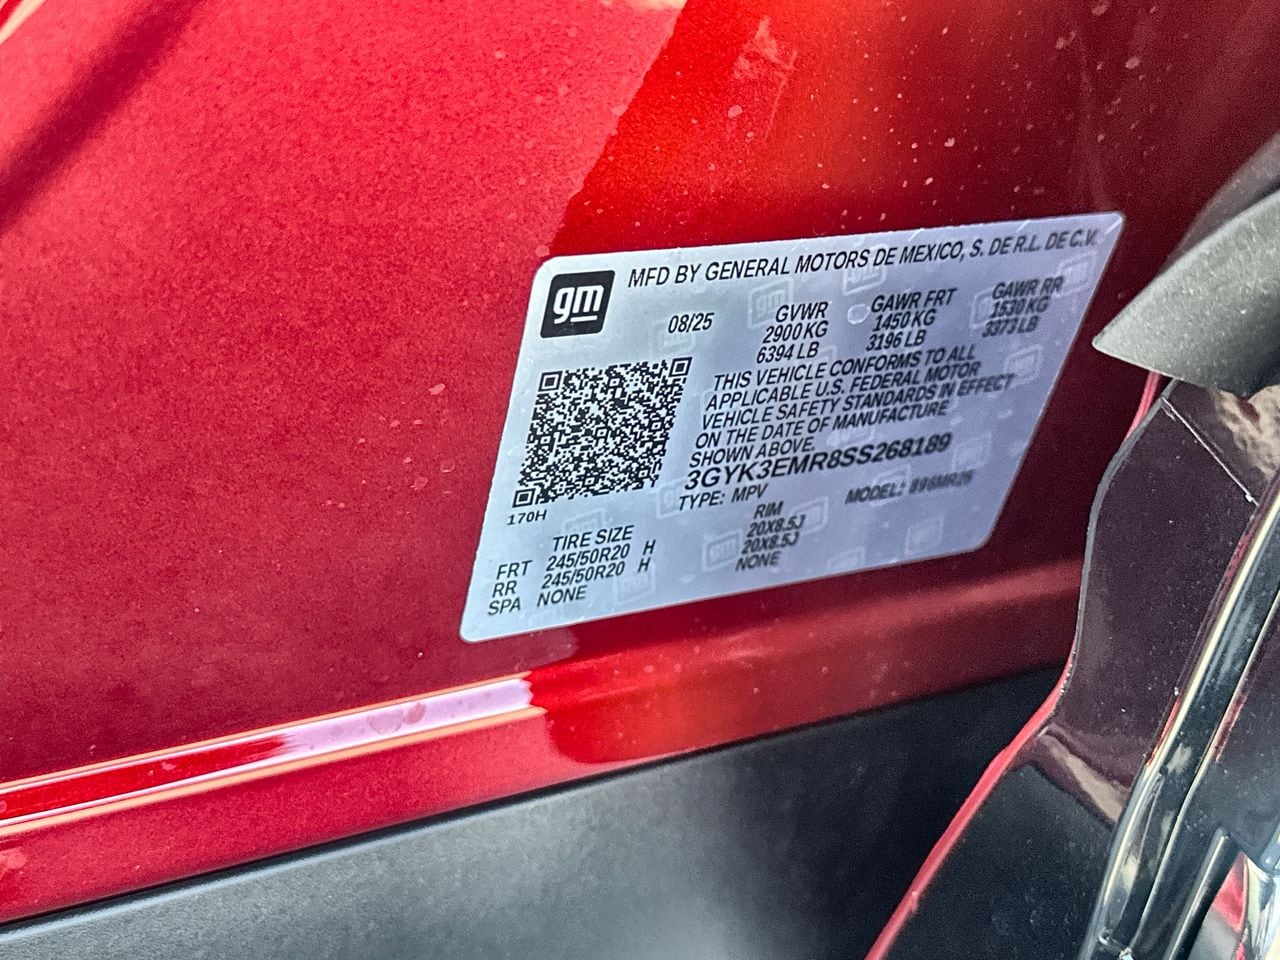 gm
MFD BY GENERAL MOTORS DE MEXICO, S. DE R.L. DE C.V.
08/25
GVWR GAWR FRT GAWR RR
2900 KG 1450 KG 1530 KG
6394 LB 3196 LB 3373 LB
THIS VEHICLE CONFORMS TO ALL
APPLICABLE U.S. FEDERAL MOTOR
VEHICLE SAFETY STANDARDS IN EFFECT
ON THE DATE OF MANUFACTURE
SHOWN ABOVE.
3GYK3EMR8SS268189
TYPE: MPV MODEL:
170H
TIRE SIZE RIM
FRT 245/50R20 H 20X8.5J
RR 245/50R20 H 20X8.5J
SPA NONE NONE